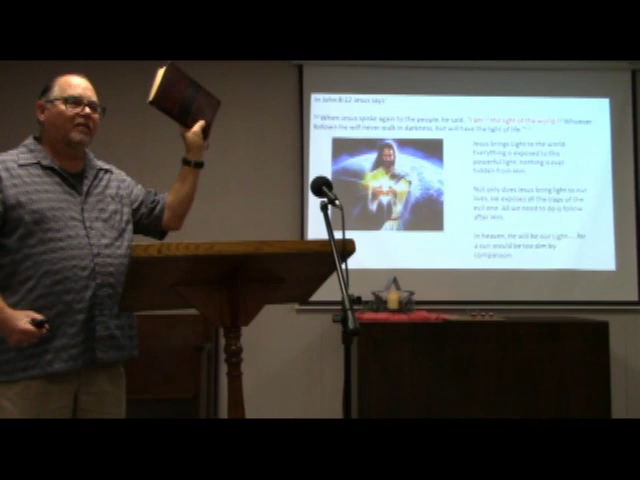 In John 8:12 Jesus says:
12 When Jesus spoke again to the people, he said, "I am the light of the world. Whoever
follows me will never walk in darkness, but will have the light of life."
Jesus brings Light to the world.
Everything is exposed to this
powerful light, nothing is ever
hidden from Him.
Not only does Jesus bring light to our
lives, He exposes all the traps of the
evil one. All we need to do is follow
after Him.
In heaven, He will be our Light.... for
a sun would be too dim by
comparison